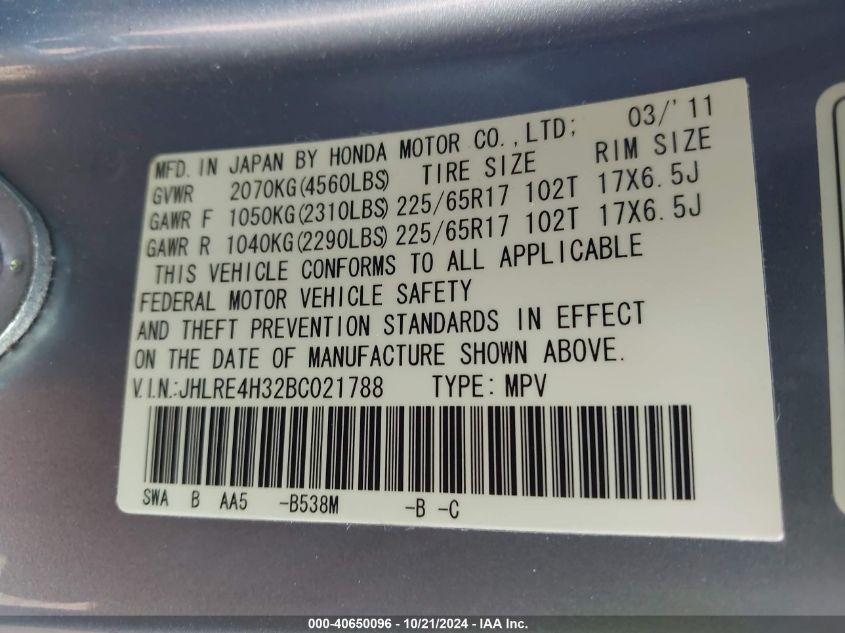 MFD. IN JAPAN BY HONDA MOTOR CO.,LTD; 03/'11
GVWR 2070KG(4560LBS) TIRE SIZE RIM SIZE
GAWR F 1050KG(2310LBS) 225/65R17 102T 17X6.5J
GAWR R 1040KG(2290LBS) 225/65R17 102T 17X6.5J
THIS VEHICLE CONFORMS TO ALL APPLICABLE
FEDERAL MOTOR VEHICLE SAFETY
AND THEFT PREVENTION STANDARDS IN EFFECT
ON THE DATE OF MANUFACTURE SHOWN ABOVE.
V.I.N.:JHLRE4H32BC021788 TYPE: MPV
SWA B AA5 -B538M -B -C
000-40650096 - 10/21/2024 - IAA Inc.